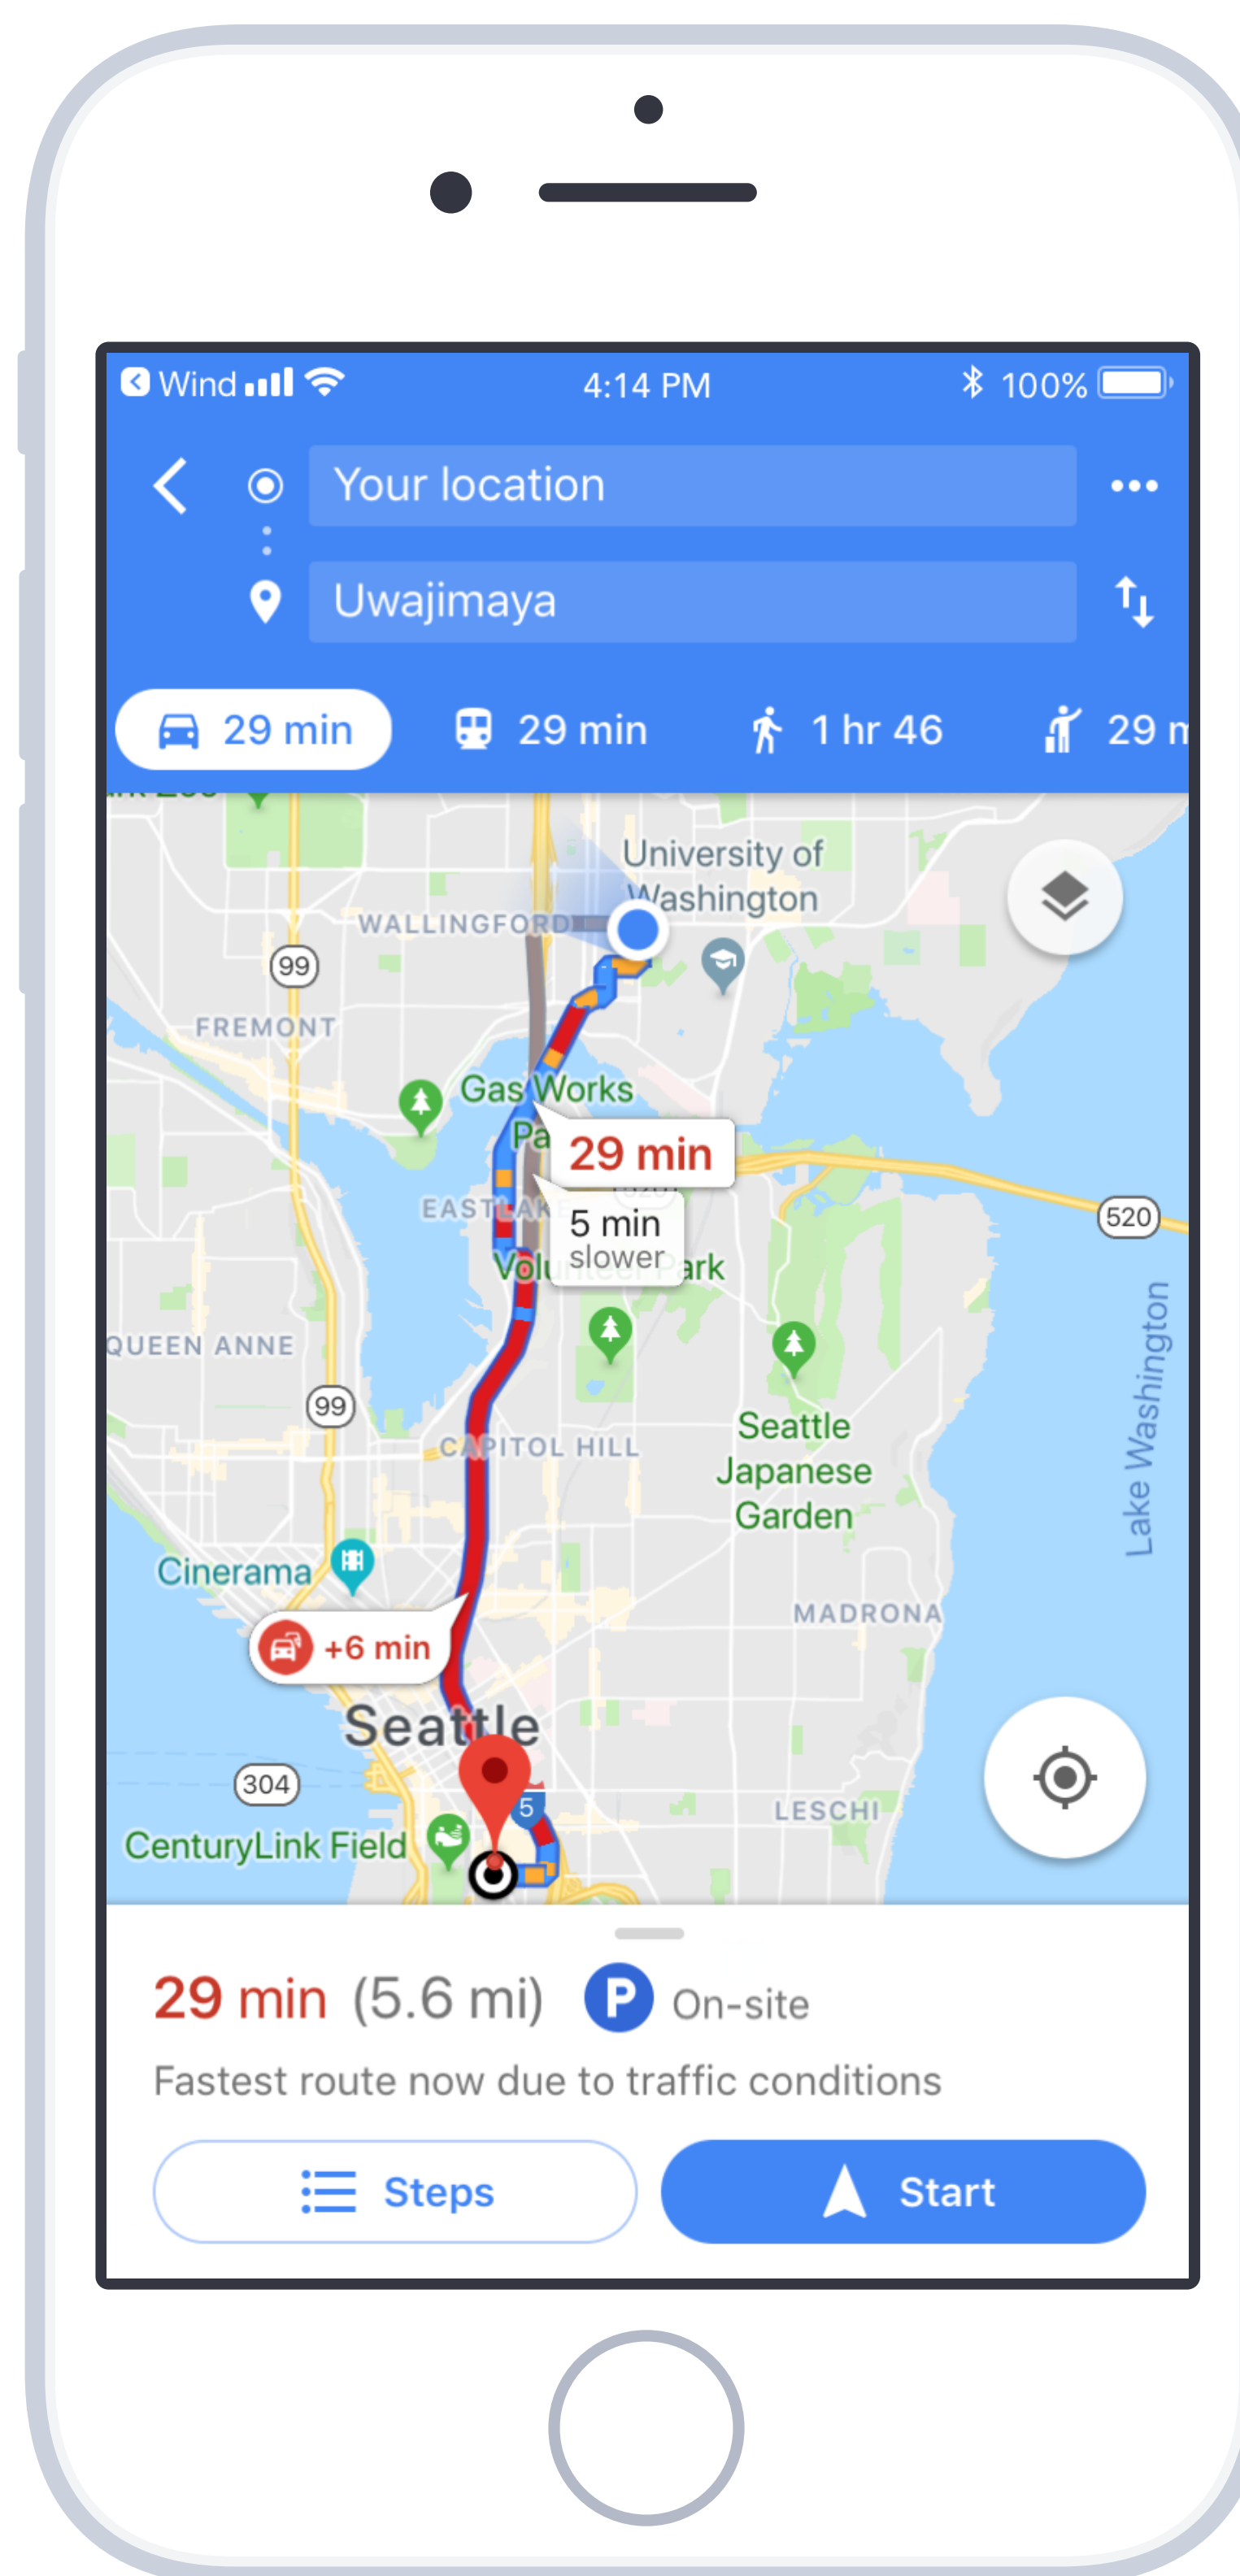 Wind
4:14 PM
100%
Your location
Uwajimaya
29 min
29 min
1 hr 46
29 m
University of
Washington
WALLINGFORD
99
FREMONT
Gas Works
Pa
29 min
EASTLAKE
520
5 min
slower
Volunteer Park
QUEEN ANNE
99
CAPITOL HILL
Seattle
Japanese
Garden
Lake Washington
Cinerama
MADRONA
+6 min
Seattle
304
5
LESCHI
CenturyLink Field
29 min (5.6 mi) P On-site
Fastest route now due to traffic conditions
Steps
Start